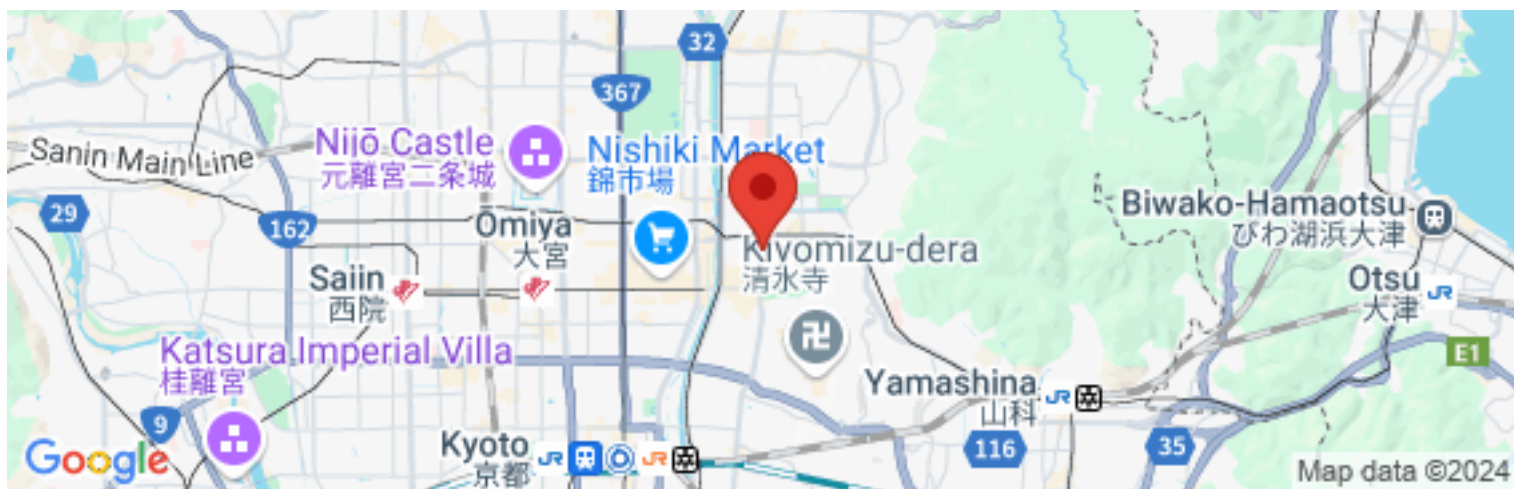 32
367
Nijō Castle
元離宮二条城
Nishiki Market
錦市場
Sanin Main Line
29
162
Ōmiya
大宮
Biwako-Hamaotsu
びわ湖浜大津
Kiyomizu-dera
清水寺
Saiin
西院
Otsu
大津
JR
Katsura Imperial Villa
桂離宮
E1
Yamashina
山科
JR
9
Kyoto
京都
JR
JR
116
35
Google
Map data ©2024